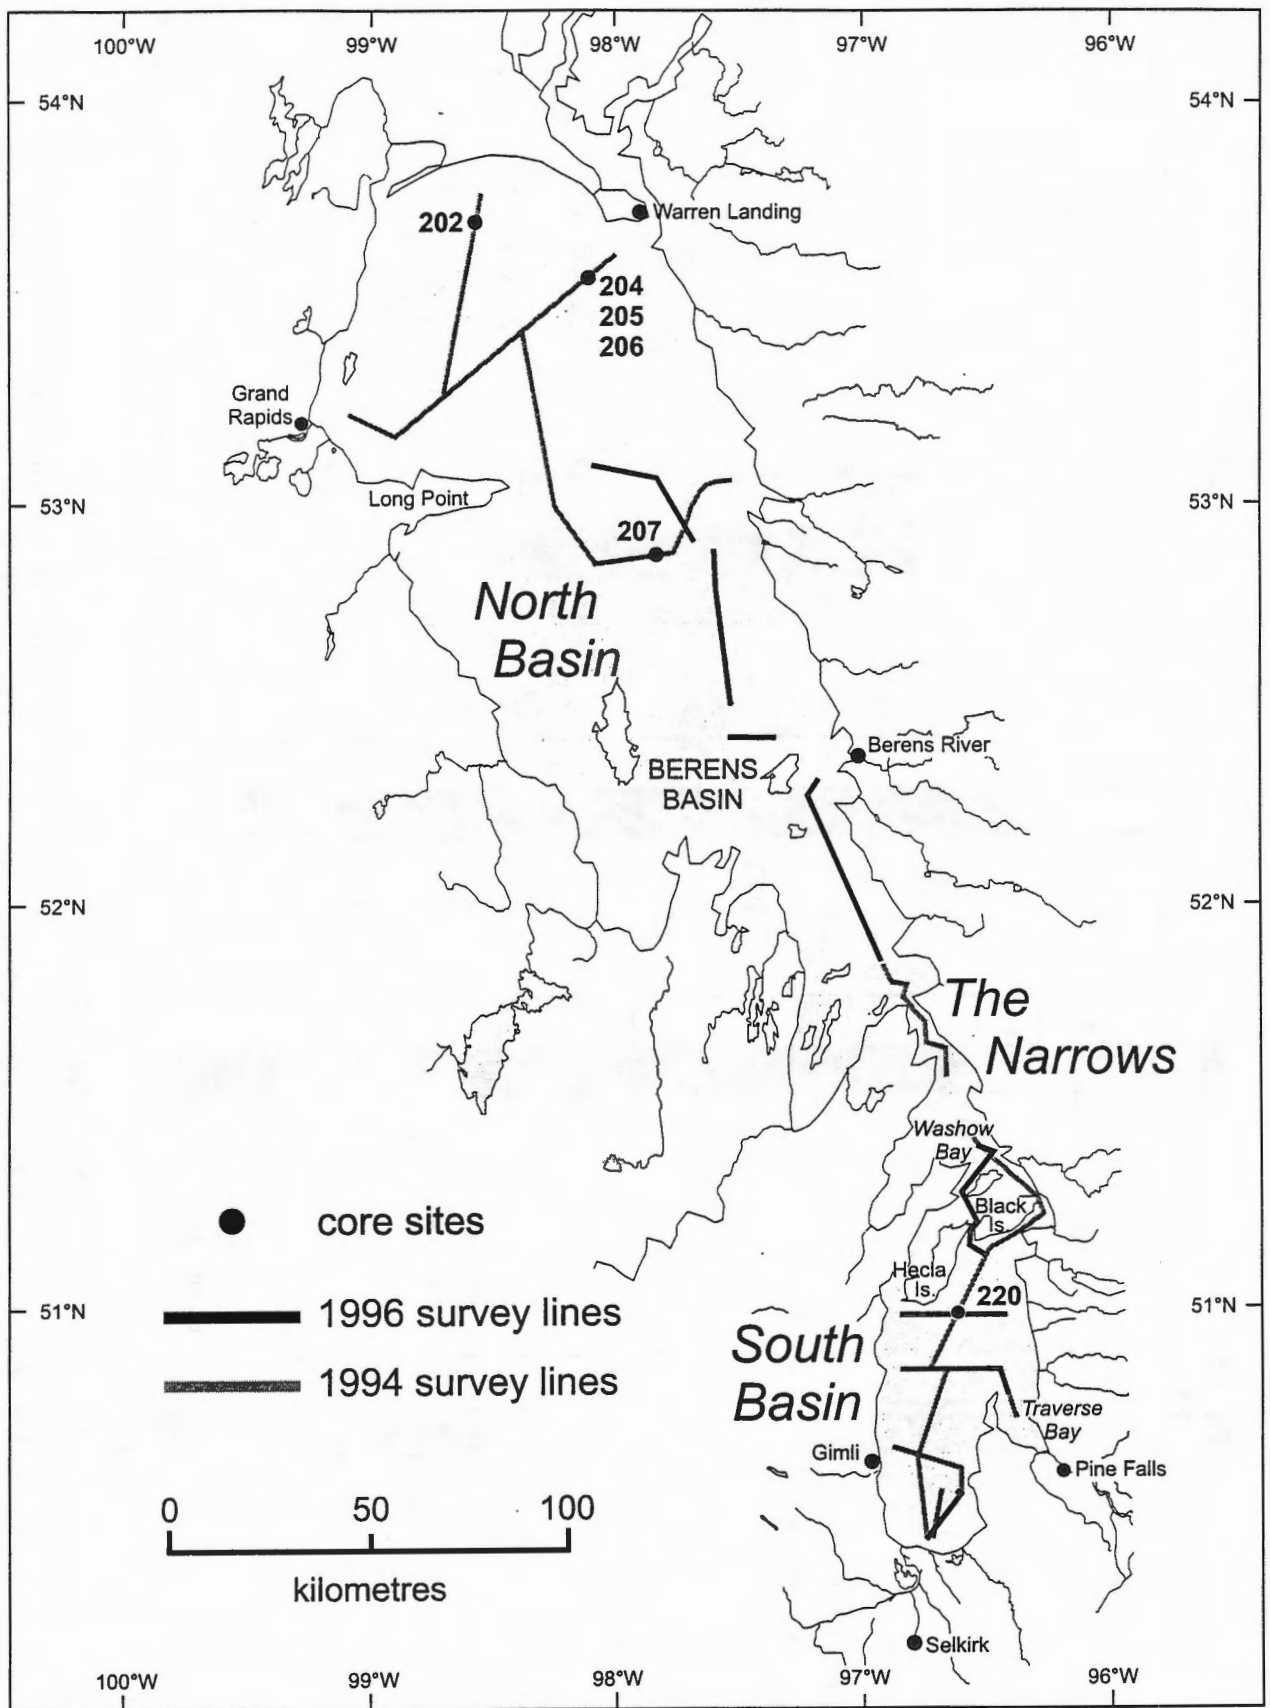 100°W 99°W 98°W 97°W 96°W
54°N 54°N
202
Warren Landing
204
205
206
Grand
Rapids
Long Point
53°N 53°N
207
North
Basin
Berens River
BERENS
BASIN
52°N 52°N
The
Narrows
Washow
Bay
Black
Is.
core sites
Hecla
Is.
220
51°N 51°N
1996 survey lines
South
Basin
1994 survey lines
Traverse
Bay
Gimli
Pine Falls
0 50 100
kilometres
Selkirk
100°W 99°W 98°W 97°W 96°W